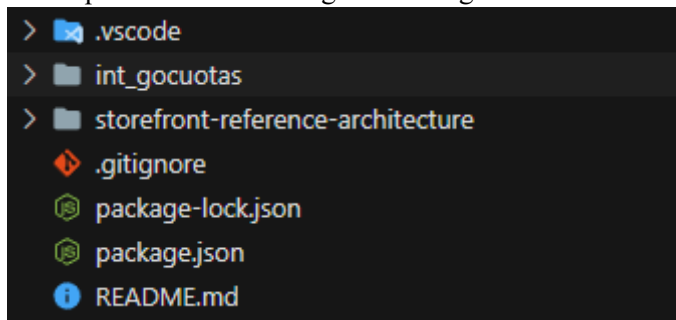 .vscode
int_gocuotas
storefront-reference-architecture
.gitignore
package-lock.json
package.json
README.md